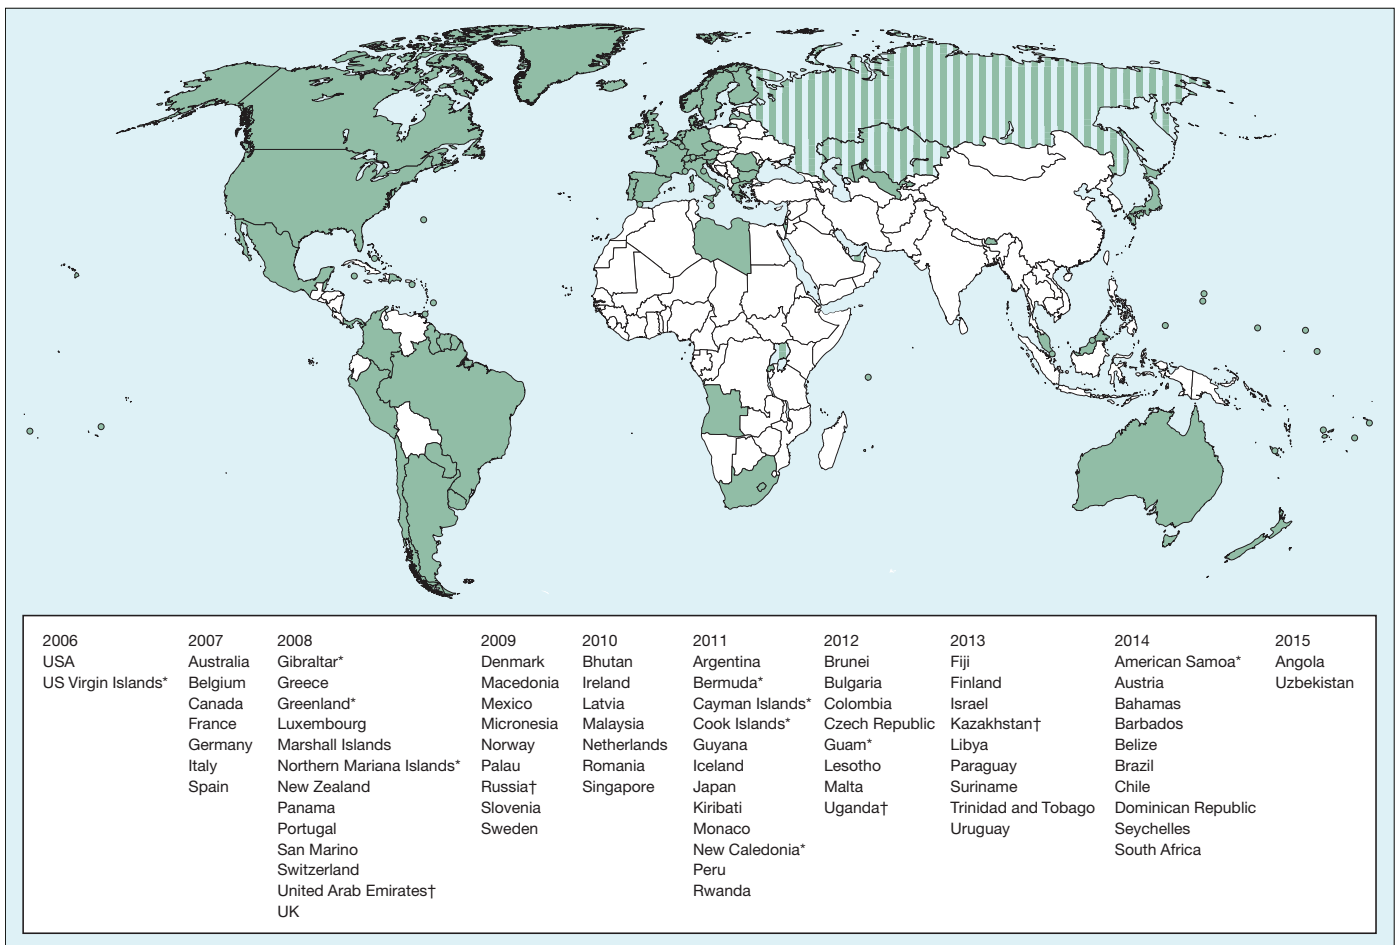 2006
USA
US Virgin Islands*
2007
Australia
Belgium
Canada
France
Germany
Italy
Spain
2008
Gibraltar*
Greece
Greenland*
Luxembourg
Marshall Islands
Northern Mariana Islands*
New Zealand
Panama
Portugal
San Marino
Switzerland
United Arab Emirates†
UK
2009
Denmark
Macedonia
Mexico
Micronesia
Norway
Palau
Russia†
Slovenia
Sweden
2010
Bhutan
Ireland
Latvia
Malaysia
Netherlands
Romania
Singapore
2011
Argentina
Bermuda*
Cayman Islands*
Cook Islands*
Guyana
Iceland
Japan
Kiribati
Monaco
New Caledonia*
Peru
Rwanda
2012
Brunei
Bulgaria
Colombia
Czech Republic
Guam*
Lesotho
Malta
Uganda†
2013
Fiji
Finland
Israel
Kazakhstan†
Libya
Paraguay
Suriname
Trinidad and Tobago
Uruguay
2014
American Samoa*
Austria
Bahamas
Barbados
Belize
Brazil
Chile
Dominican Republic
Seychelles
South Africa
2015
Angola
Uzbekistan